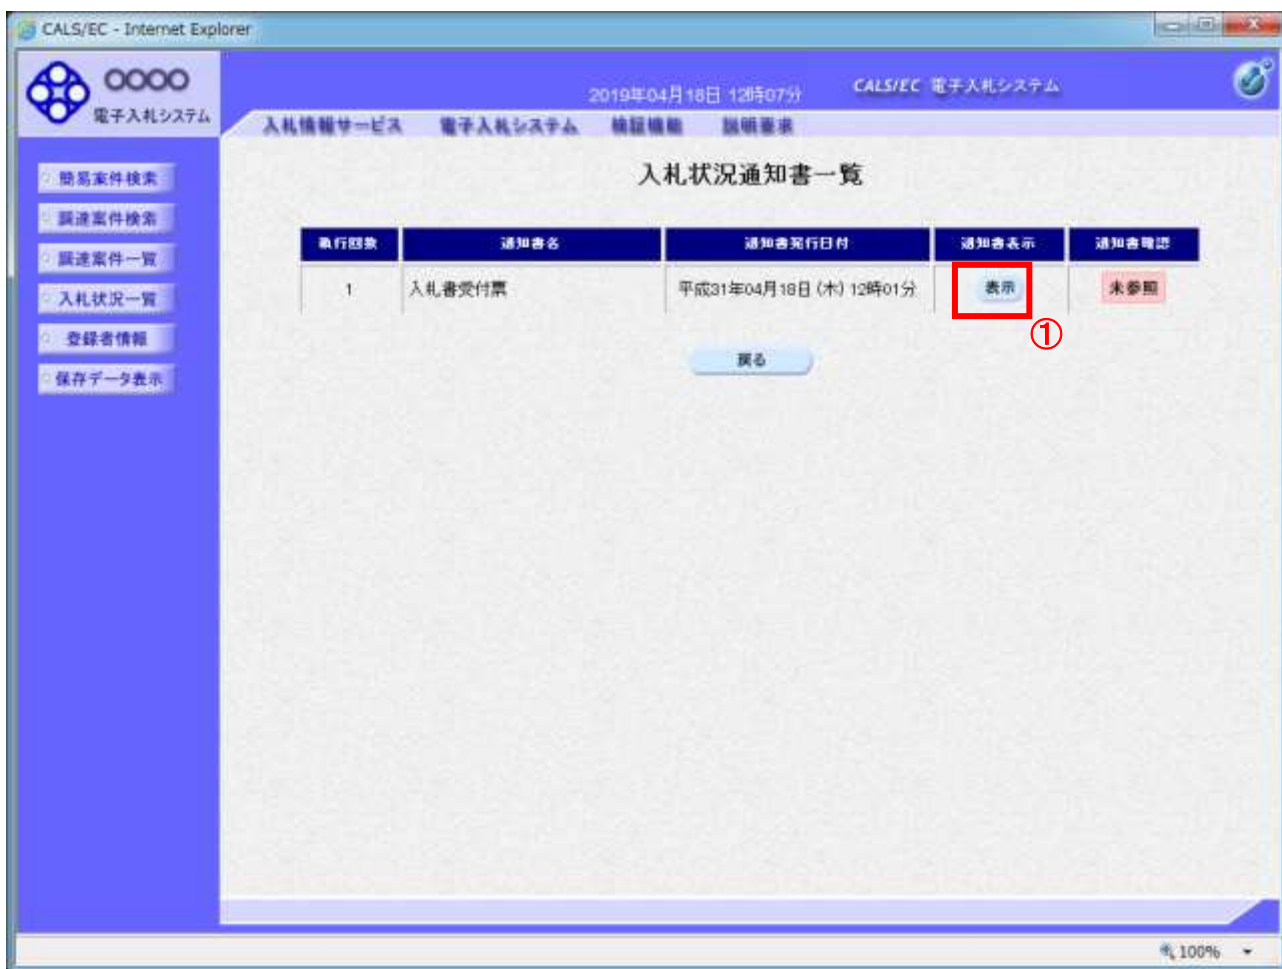 CALS/EC - Internet Explorer
○○○○
電子入札システム
2019年04月18日 12時07分
CALS/EC 電子入札システム
入札情報サービス 電子入札システム 検証機能 説明要求
簡易案件検索
調達案件検索
調達案件一覧
入札状況一覧
登録者情報
保存データ表示
入札状況通知書一覧
執行回数 通知書名 通知書発行日付 通知書表示 通知書確認
1 入札書受付票 平成31年04月18日(木) 12時01分 表示 未参照
①
戻る
100%